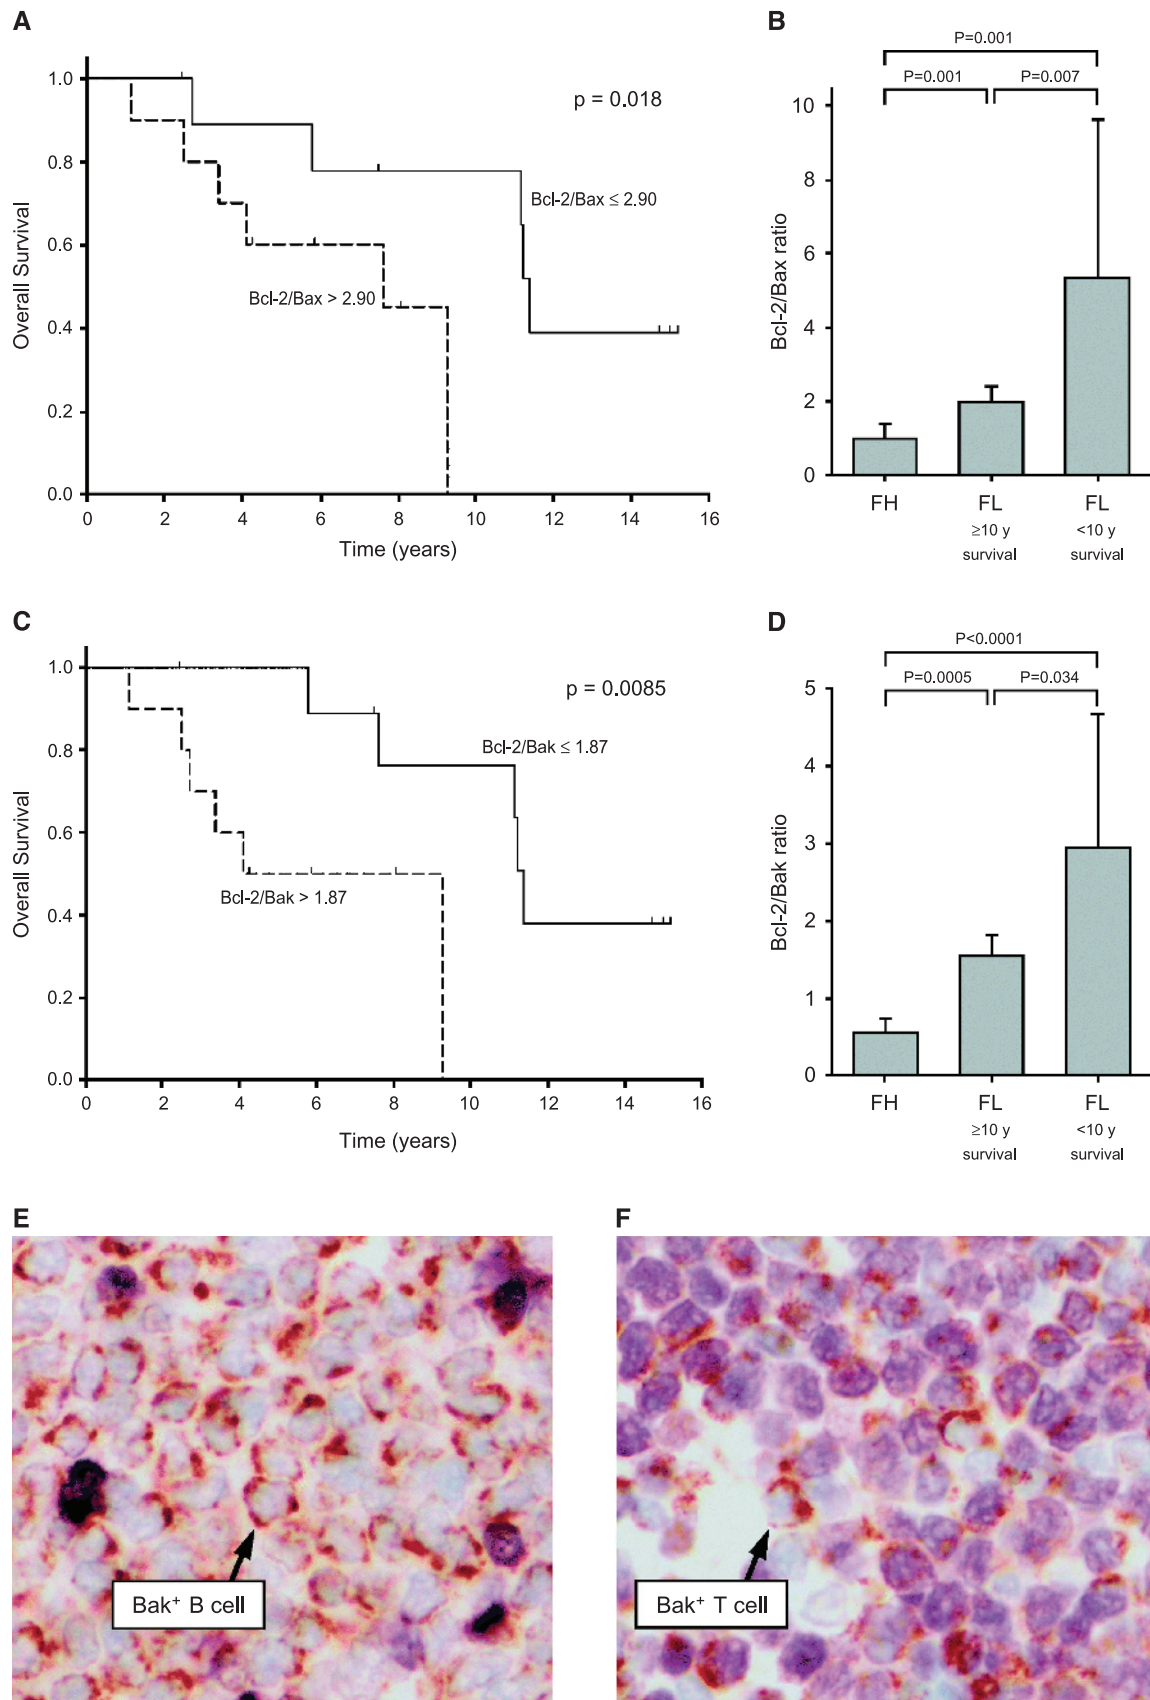 A
Overall Survival
1.0
0.8
0.6
0.4
0.2
0.0
p = 0.018
Bcl-2/Bax ≤ 2.90
Bcl-2/Bax > 2.90
0 2 4 6 8 10 12 14 16
Time (years)
B
P=0.001
P=0.001 P=0.007
Bcl-2/Bax ratio
10
8
6
4
2
0
FH FL FL
≥10 y <10 y
survival survival
C
Overall Survival
1.0
0.8
0.6
0.4
0.2
0.0
p = 0.0085
Bcl-2/Bak ≤ 1.87
Bcl-2/Bak > 1.87
0 2 4 6 8 10 12 14 16
Time (years)
D
P<0.0001
P=0.0005 P=0.034
Bcl-2/Bak ratio
5
4
3
2
1
0
FH FL FL
≥10 y <10 y
survival survival
E
Bak⁺ B cell
F
Bak⁺ T cell